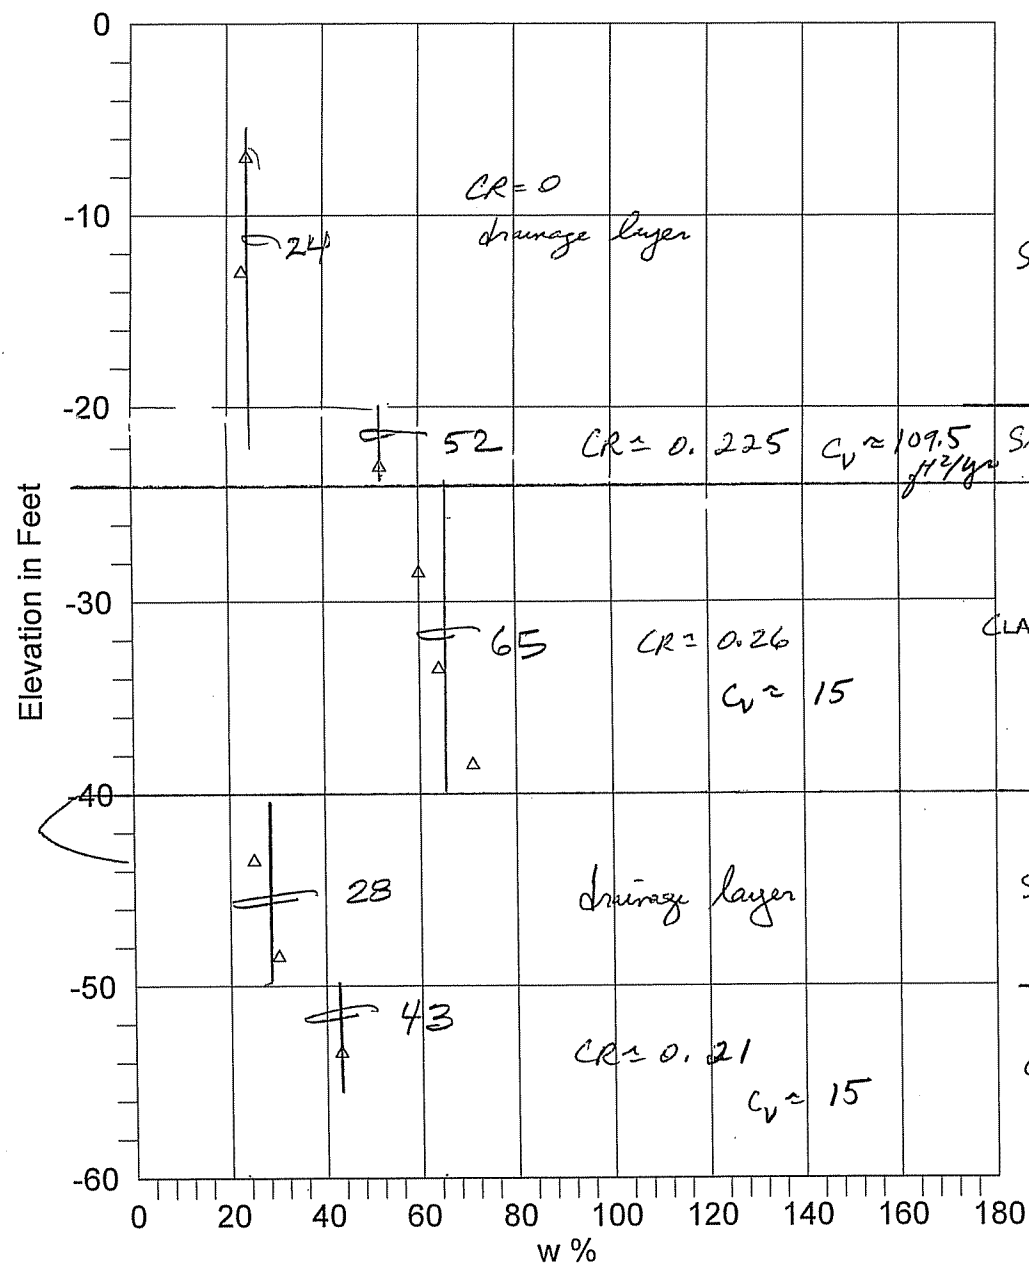 0
CR = 0
-10
drainage layer
24
S
-20
52 CR ≃ 0.225 Cv ≈ 109.5 SA
ft²/yr
Elevation in Feet
-30
65 CR = 0.26 CLA
Cv ≈ 15
-40
28 drainage layer S
-50
43
CR ≃ 0.21
Cv ≈ 15
-60
0 20 40 60 80 100 120 140 160 180
w %